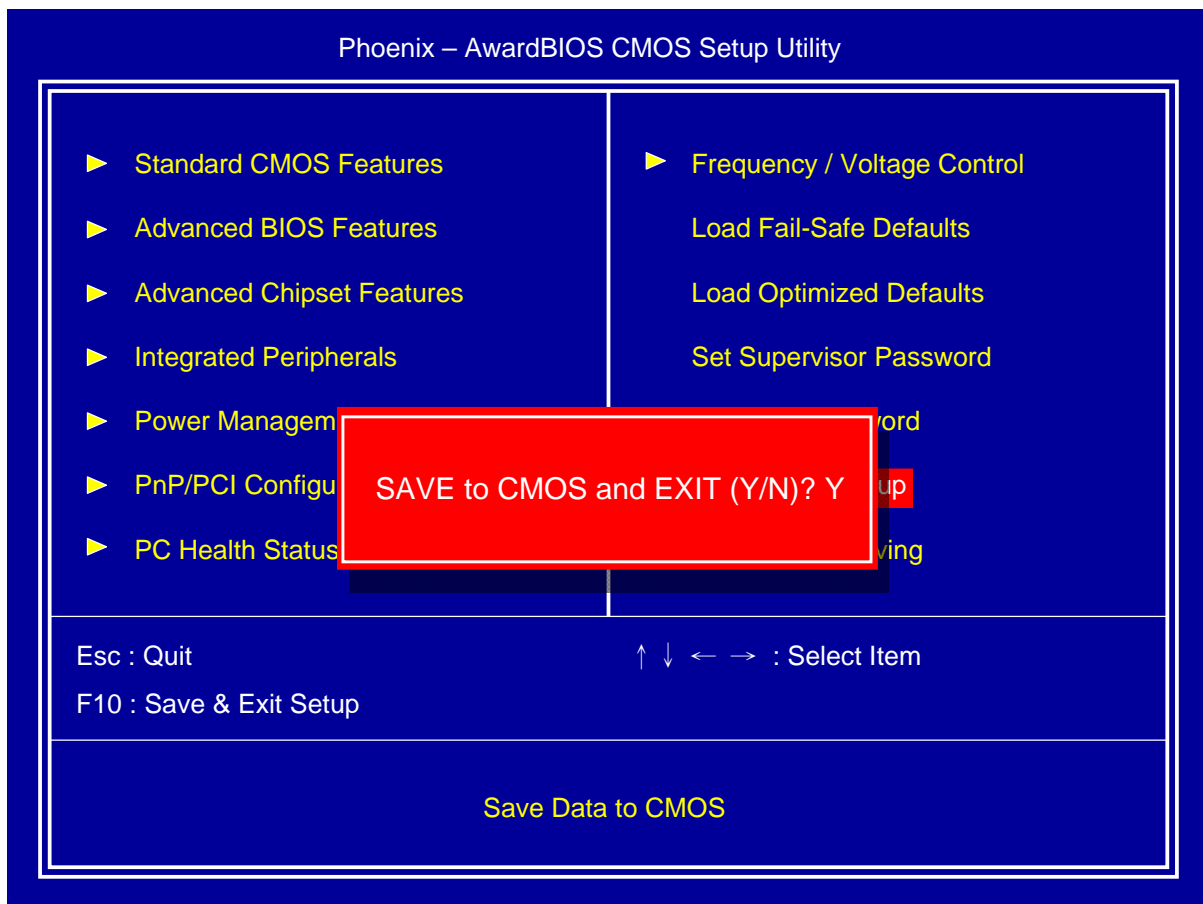 Phoenix – AwardBIOS CMOS Setup Utility
Standard CMOS Features
Advanced BIOS Features
Advanced Chipset Features
Integrated Peripherals
Power Managem
PnP/PCI Configu
PC Health Status
Frequency / Voltage Control
Load Fail-Safe Defaults
Load Optimized Defaults
Set Supervisor Password
ord
up
ving
SAVE to CMOS and EXIT (Y/N)? Y
Esc : Quit
↑ ↓ ← → : Select Item
F10 : Save & Exit Setup
Save Data to CMOS